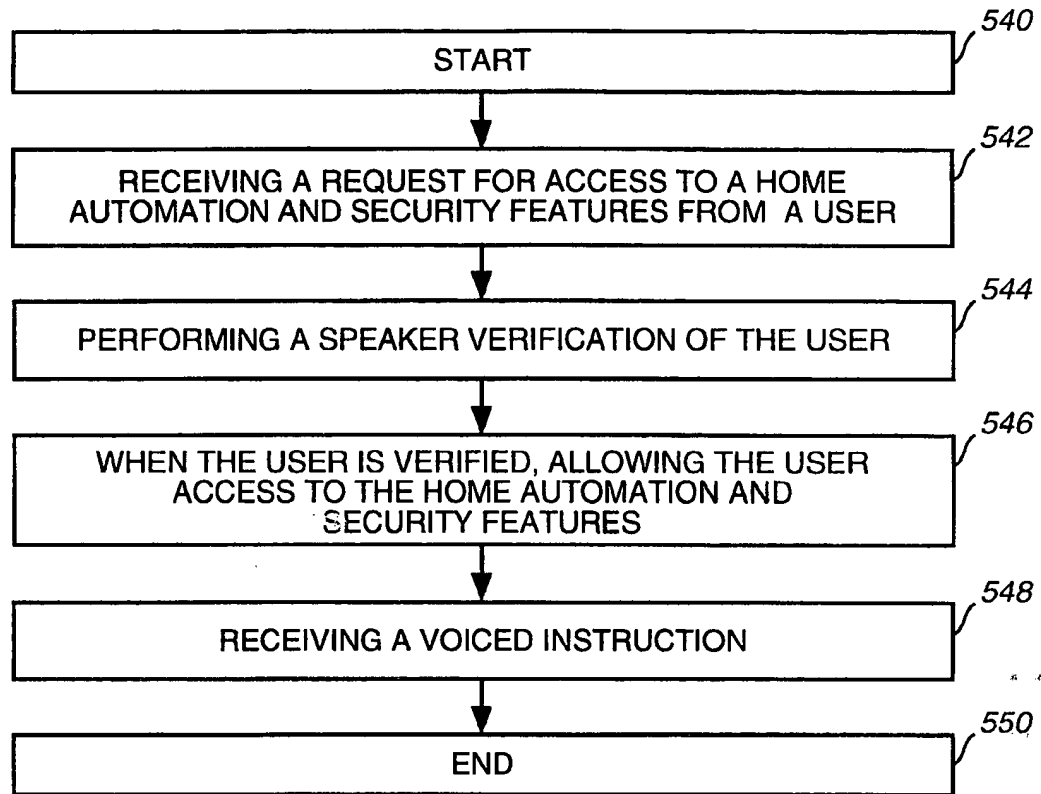 540
START
542
RECEIVING A REQUEST FOR ACCESS TO A HOME
AUTOMATION AND SECURITY FEATURES FROM A USER
544
PERFORMING A SPEAKER VERIFICATION OF THE USER
546
WHEN THE USER IS VERIFIED, ALLOWING THE USER
ACCESS TO THE HOME AUTOMATION AND
SECURITY FEATURES
548
RECEIVING A VOICED INSTRUCTION
550
END